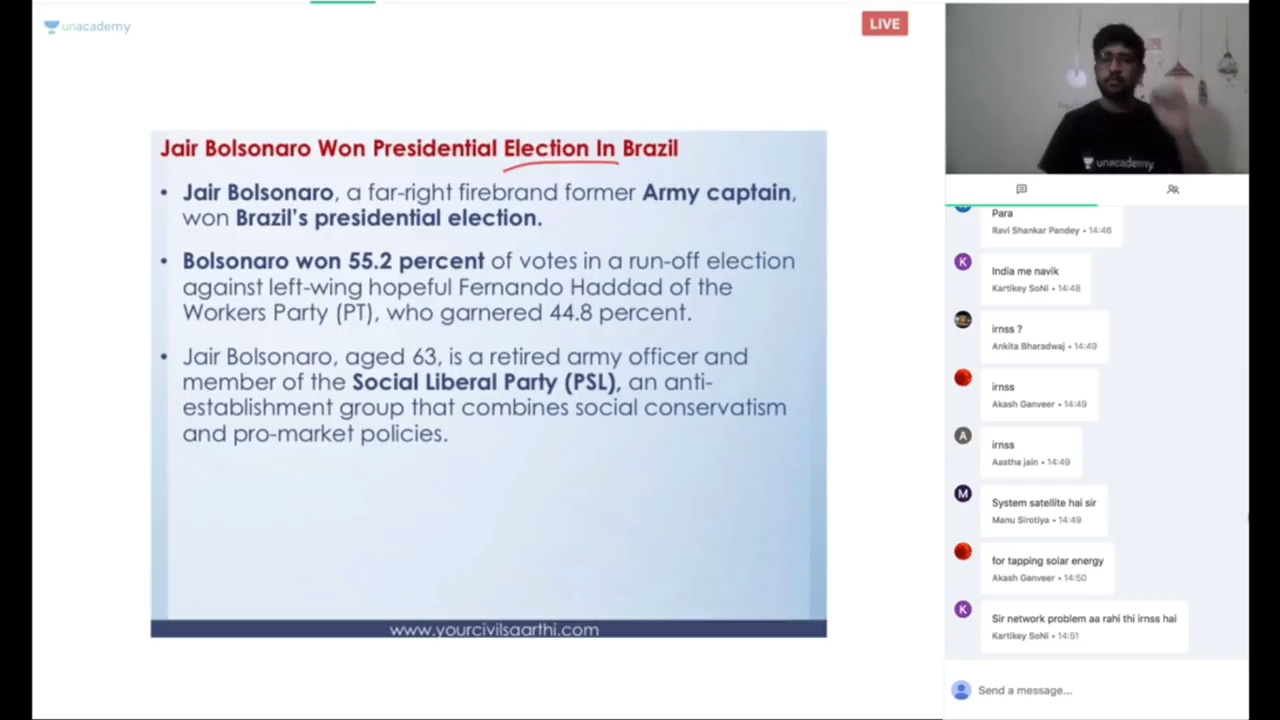 unacademy
LIVE
Jair Bolsonaro Won Presidential Election In Brazil
• Jair Bolsonaro, a far-right firebrand former Army captain,
won Brazil's presidential election.
• Bolsonaro won 55.2 percent of votes in a run-off election
against left-wing hopeful Fernando Haddad of the
Workers Party (PT), who garnered 44.8 percent.
• Jair Bolsonaro, aged 63, is a retired army officer and
member of the Social Liberal Party (PSL), an anti-
establishment group that combines social conservatism
and pro-market policies.
www.yourcivilsaarthi.com
unacademy
Para
Ravi Shankar Pandey • 14:46
K
India me navik
Kartikey SoNi • 14:48
irnss ?
Ankita Bharadwaj • 14:49
irnss
Akash Ganveer • 14:49
A
irnss
Aastha jain • 14:49
M
System satellite hai sir
Manu Sirotiya • 14:49
for tapping solar energy
Akash Ganveer • 14:50
K
Sir network problem aa rahi thi irnss hai
Kartikey SoNi • 14:51
Send a message...